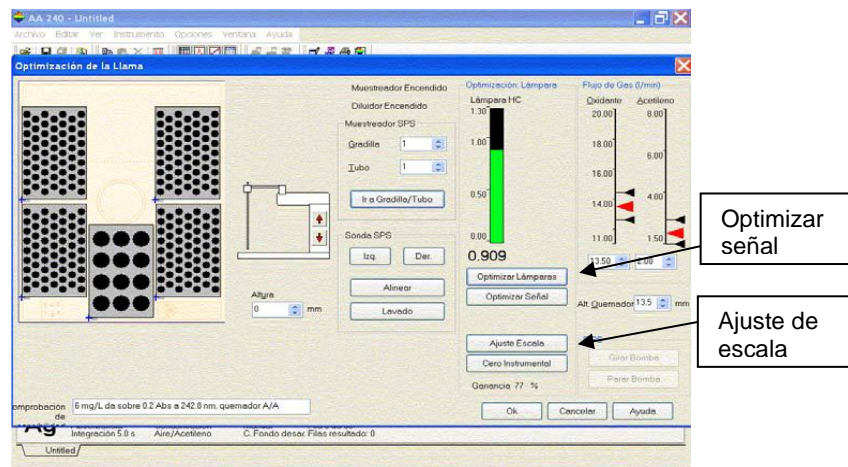 AA 240 - Untitled
Archivo Editar Ver Instrumento Opciones Ventana Ayuda
Optimización de la Llama
Muestreador Encendido
Diluidor Encendido
Muestreador SPS
Gradilla 1
Tubo 1
Ir a Gradilla/Tubo
Sonda SPS
Izq. Der.
Alinear
Lavado
Altura
0 mm
Optimización: Lámpara
Lámpara HC
1.30
1.00
0.50
0.00
0.909
Optimizar Lámparas
Optimizar Señal
Ajuste Escala
Cero Instrumental
Ganancia 77 %
Flujo de Gas (l/min)
Oxidante Acetileno
20.00 8.00
18.00
6.00
16.00
4.00
14.00
11.00 1.50
13.50 2.00
Alt. Quemador 13.5 mm
Girar Bomba
Parar Bomba
Optimizar
señal
Ajuste de
escala
omprobación
de
6 mg/L da sobre 0.2 Abs a 242.8 nm, quemador A/A
Ok Cancelar Ayuda
Integración 5.0 s Aire/Acetileno C. Fondo desac Filas resultado: 0
Untitled